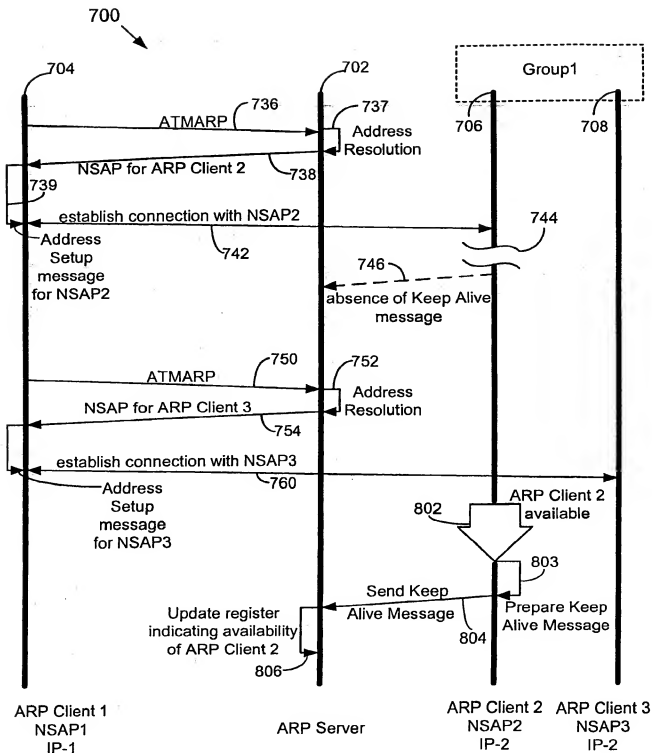 700
704
702
Group1
736
737
706
708
ATMARP
Address
Resolution
NSAP for ARP Client 2
738
739
establish connection with NSAP2
744
Address
Setup
message
for NSAP2
742
746
absence of Keep Alive
message
750
752
ATMARP
Address
Resolution
NSAP for ARP Client 3
754
establish connection with NSAP3
760
Address
Setup
message
for NSAP3
802
ARP Client 2
available
803
Send Keep
Alive Message
804
Prepare Keep
Alive Message
Update register
indicating availability
of ARP Client 2
806
ARP Client 1
NSAP1
IP-1
ARP Server
ARP Client 2
NSAP2
IP-2
ARP Client 3
NSAP3
IP-2